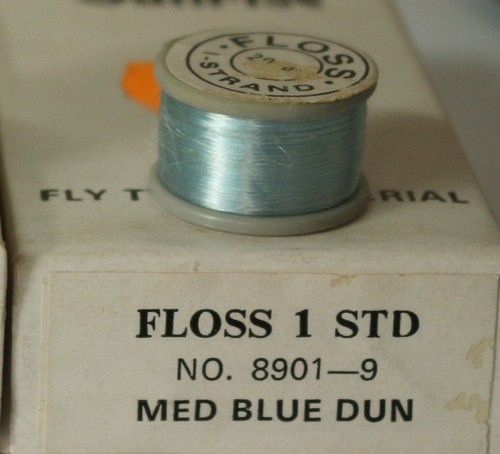 FLOSS
1 STRAND
FLY T ERIAL
FLOSS 1 STD
NO. 8901—9
MED BLUE DUN